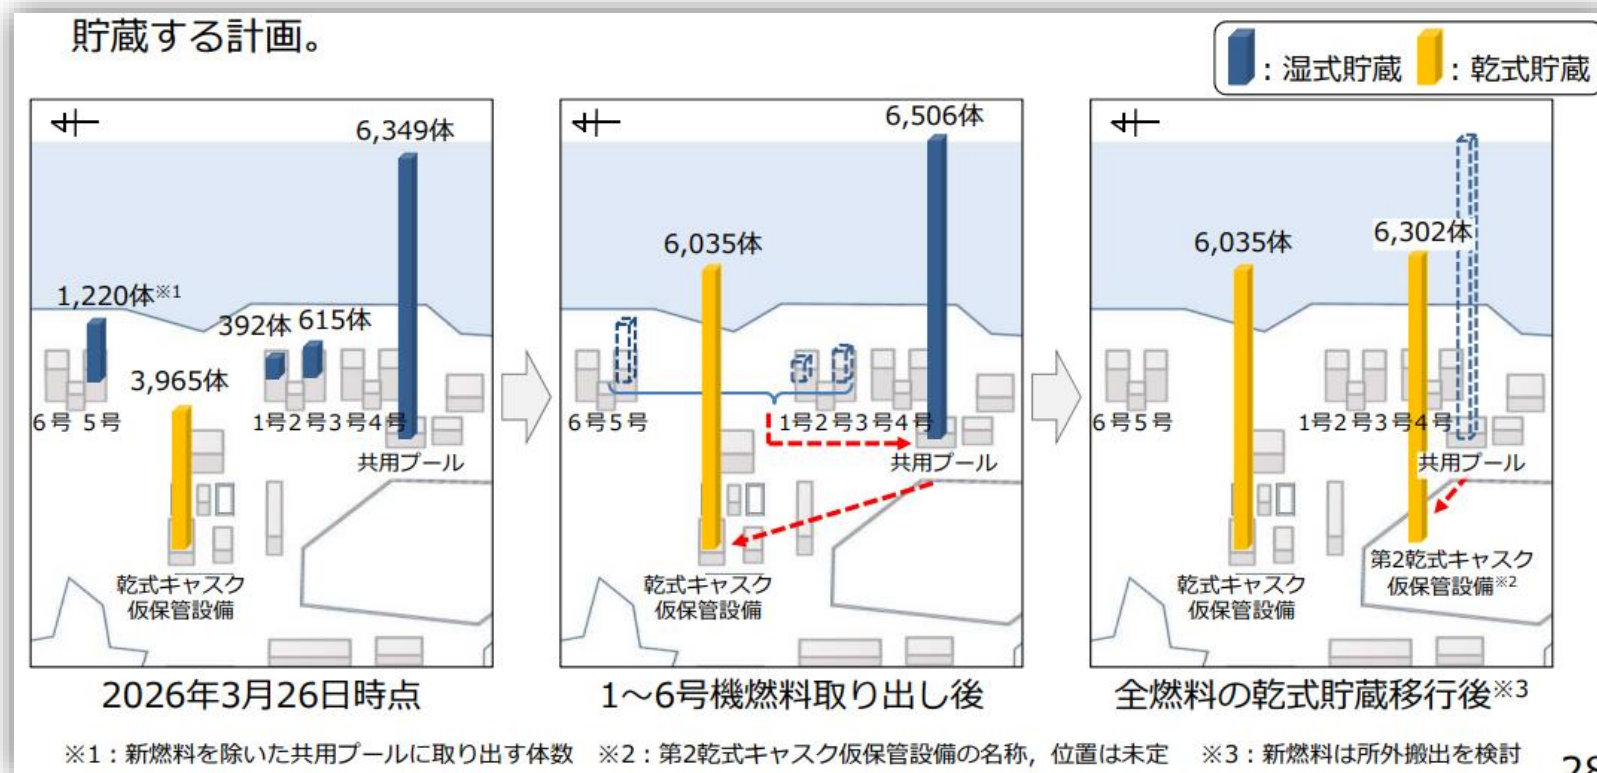 貯蔵する計画。
：湿式貯蔵 ：乾式貯蔵
6,349体
1,220体※1
392体 615体
3,965体
6号 5号
1号2号3号4号
共用プール
乾式キャスク
仮保管設備
2026年3月26日時点
6,506体
6,035体
6号5号
1号2号3号4号
共用プール
乾式キャスク
仮保管設備
1～6号機燃料取り出し後
6,035体
6,302体
6号5号
1号2号3号4号
共用プール
第2乾式キャスク
仮保管設備※2
乾式キャスク
仮保管設備
全燃料の乾式貯蔵移行後※3
※1：新燃料を除いた共用プールに取り出す体数 ※2：第2乾式キャスク仮保管設備の名称，位置は未定 ※3：新燃料は所外搬出を検討
28